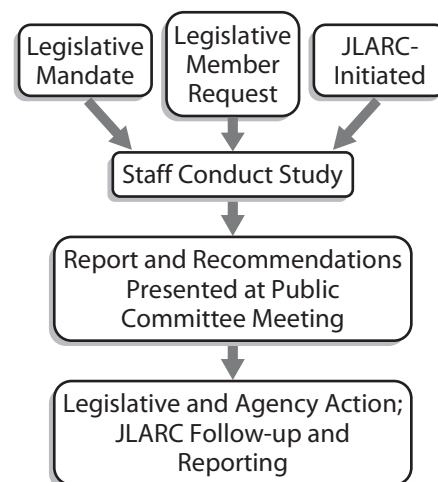 Legislative
Mandate
Legislative
Member
Request
JLARC-
Initiated
Staff Conduct Study
Report and Recommendations
Presented at Public
Committee Meeting
Legislative and Agency Action;
JLARC Follow-up and
Reporting